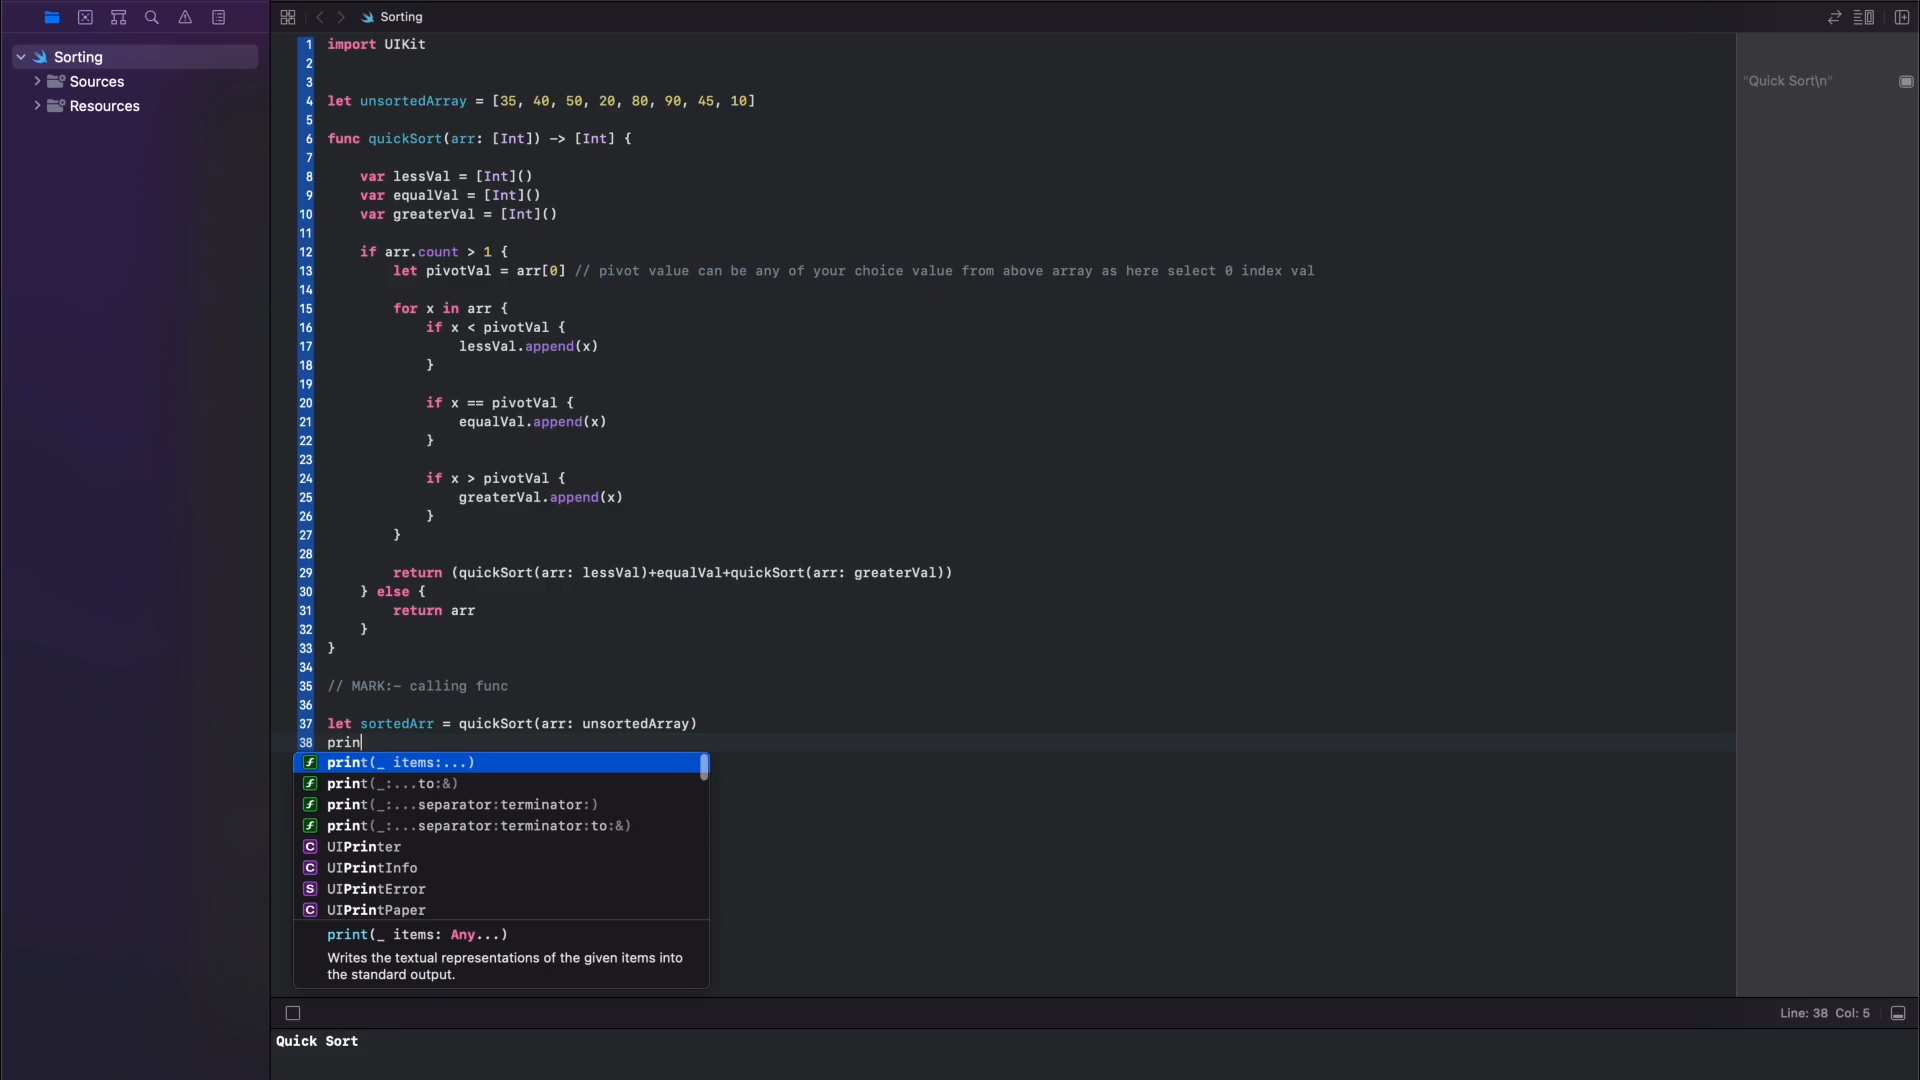 Sorting
Sorting
Sources
Resources
1 import UIKit
2
3
4 let unsortedArray = [35, 40, 50, 20, 80, 90, 45, 10]
5
6 func quickSort(arr: [Int]) -> [Int] {
7
8 var lessVal = [Int]()
9 var equalVal = [Int]()
10 var greaterVal = [Int]()
11
12 if arr.count > 1 {
13 let pivotVal = arr[0] // pivot value can be any of your choice value from above array as here select 0 index val
14
15 for x in arr {
16 if x < pivotVal {
17 lessVal.append(x)
18 }
19
20 if x == pivotVal {
21 equalVal.append(x)
22 }
23
24 if x > pivotVal {
25 greaterVal.append(x)
26 }
27 }
28
29 return (quickSort(arr: lessVal)+equalVal+quickSort(arr: greaterVal))
30 } else {
31 return arr
32 }
33 }
34
35 // MARK:- calling func
36
37 let sortedArr = quickSort(arr: unsortedArray)
38 prin
f print(_ items:...)
f print(_:...to:&)
f print(_:...separator:terminator:)
f print(_:...separator:terminator:to:&)
C UIPrinter
C UIPrintInfo
S UIPrintError
C UIPrintPaper
print(_ items: Any...)
Writes the textual representations of the given items into
the standard output.
"Quick Sort\n"
Line: 38 Col: 5
Quick Sort